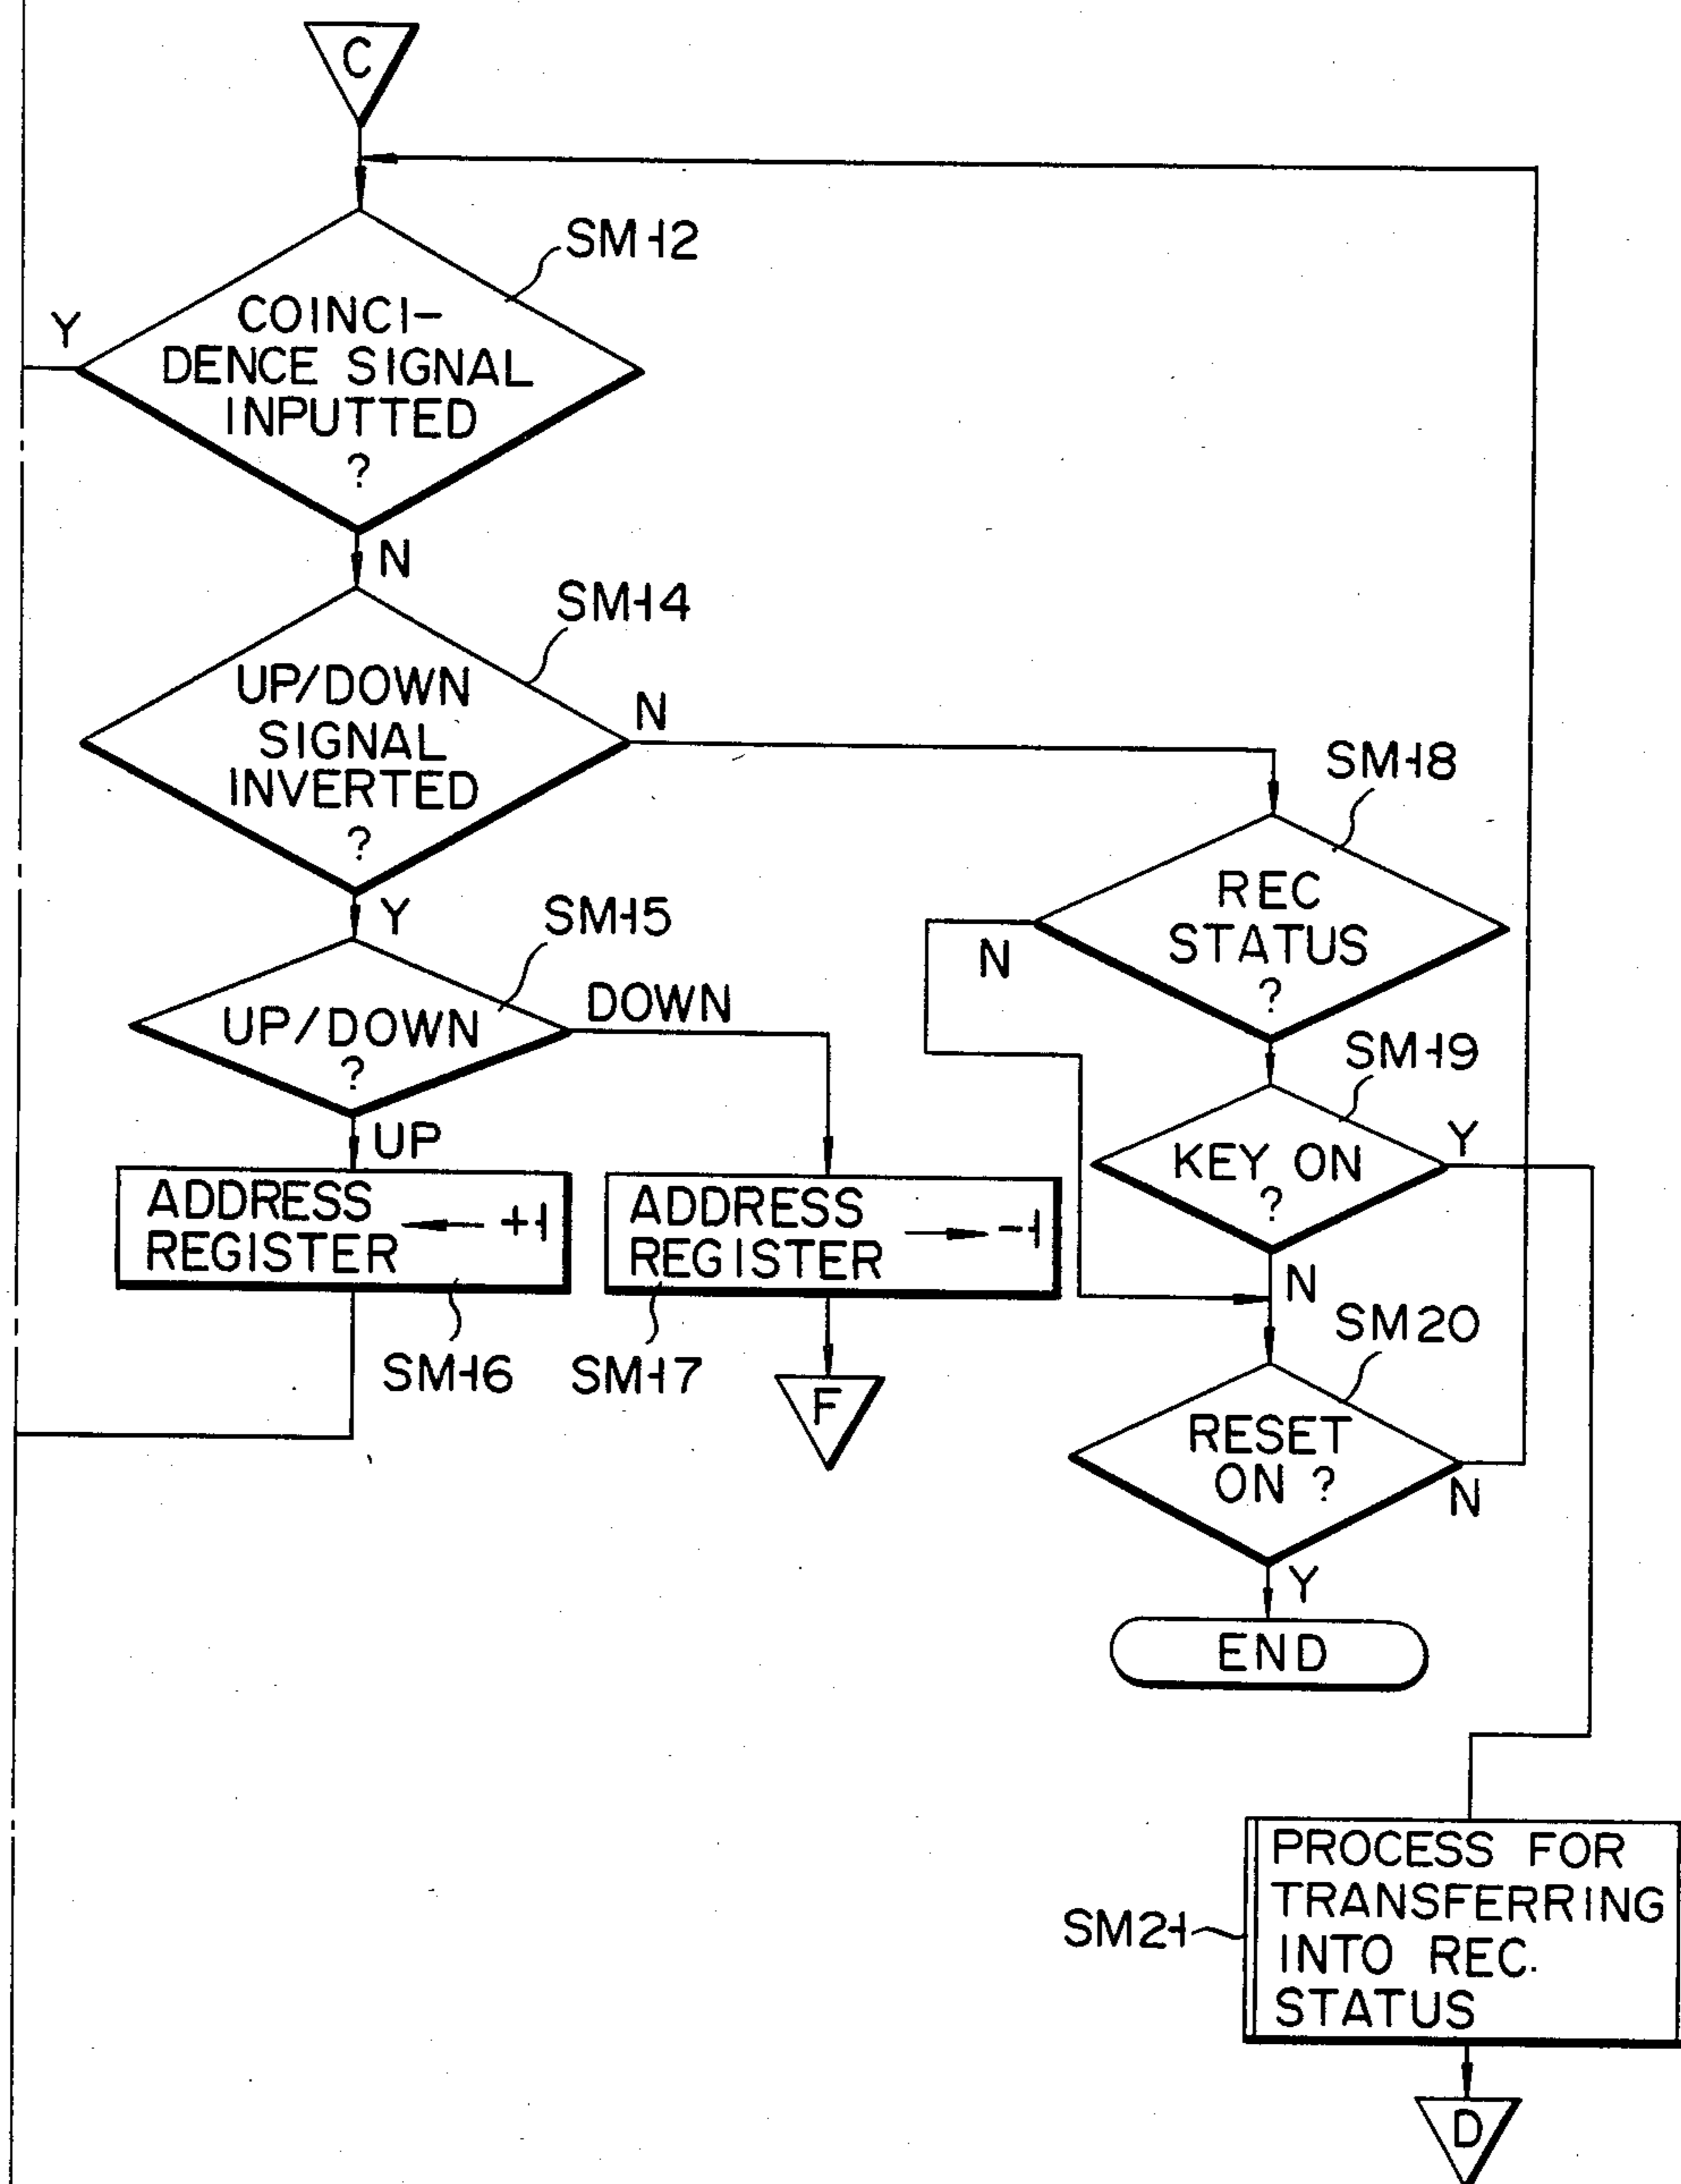 C
SM12
COINCI-
DENCE SIGNAL
INPUTTED
?
Y
N
SM14
UP/DOWN
SIGNAL
INVERTED
?
N
Y
SM18
REC
STATUS
?
N
SM15
UP/DOWN
?
DOWN
UP
SM19
KEY ON
?
Y
N
ADDRESS
REGISTER ← +1
SM16
ADDRESS
REGISTER → -1
SM17
F
SM20
RESET
ON ?
N
Y
END
SM21
PROCESS FOR
TRANSFERRING
INTO REC.
STATUS
D